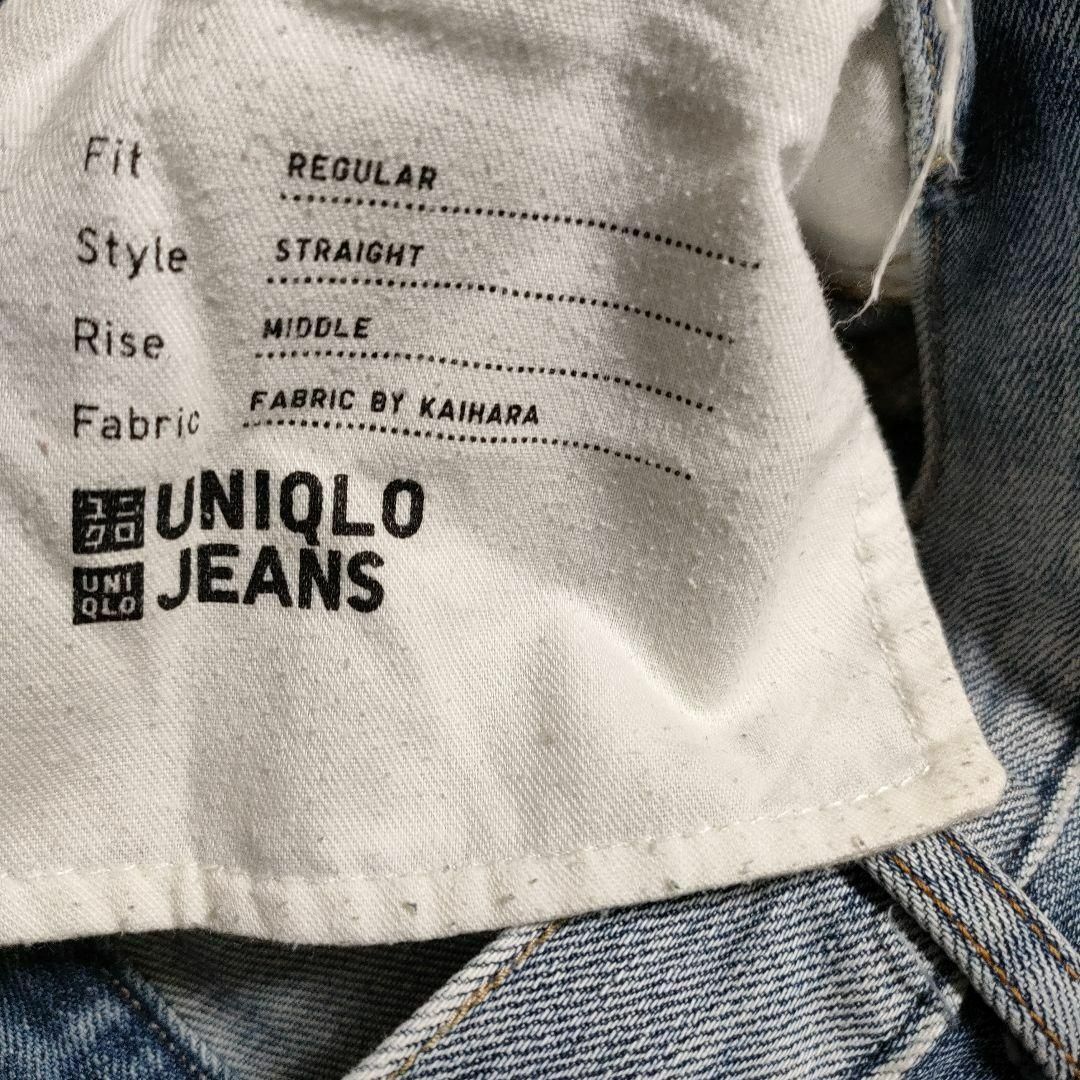 Fit REGULAR
Style STRAIGHT
Rise MIDDLE
Fabric FABRIC BY KAIHARA
ユニクロ UNIQLO
UNIQLO JEANS